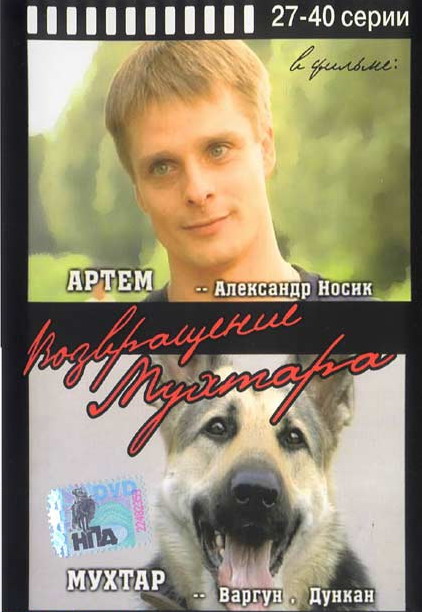 27-40 серии
в фильме:
АРТЕМ -- Александр Носик
Возвращение
Мухтара
DVD
НПА
МУХТАР -- Варгун, Дункан